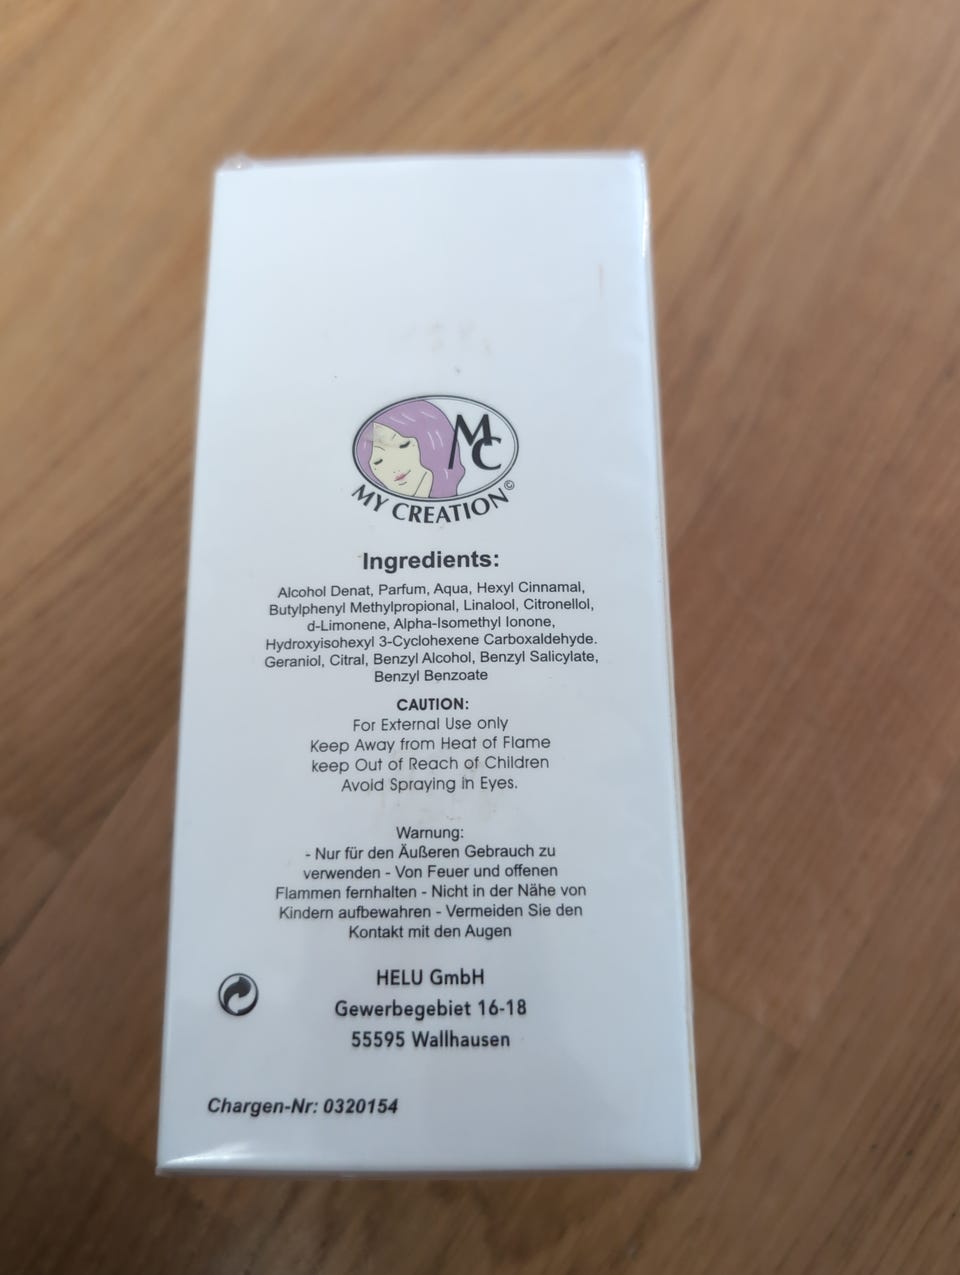 MC
MY CREATION©
Ingredients:
Alcohol Denat, Parfum, Aqua, Hexyl Cinnamal,
Butylphenyl Methylpropional, Linalool, Citronellol,
d-Limonene, Alpha-Isomethyl Ionone,
Hydroxyisohexyl 3-Cyclohexene Carboxaldehyde.
Geraniol, Citral, Benzyl Alcohol, Benzyl Salicylate,
Benzyl Benzoate
CAUTION:
For External Use only
Keep Away from Heat of Flame
keep Out of Reach of Children
Avoid Spraying in Eyes.
Warnung:
- Nur für den Äußeren Gebrauch zu
verwenden - Von Feuer und offenen
Flammen fernhalten - Nicht in der Nähe von
Kindern aufbewahren - Vermeiden Sie den
Kontakt mit den Augen
HELU GmbH
Gewerbegebiet 16-18
55595 Wallhausen
Chargen-Nr: 0320154